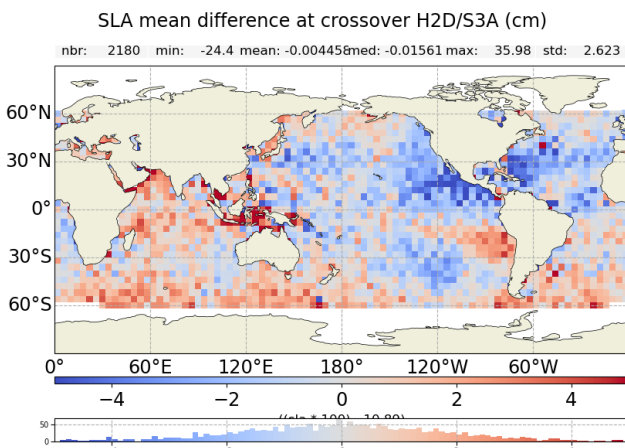 SLA mean difference at crossover H2D/S3A (cm)
nbr: 2180 min: -24.4 mean: -0.004458 med: -0.01561 max: 35.98 std: 2.623
60°N
30°N
0°
30°S
60°S
0° 60°E 120°E 180° 120°W 60°W
−4 −2 0 2 4
50
0